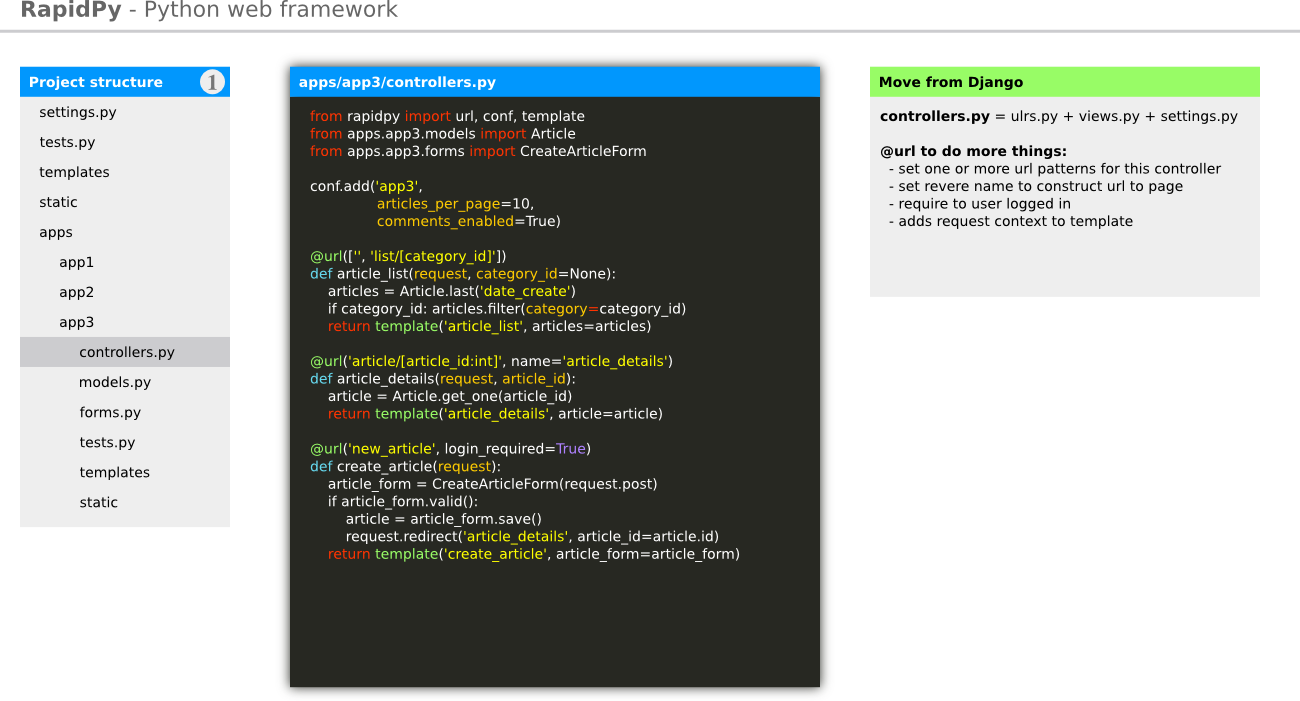 RapidPy - Python web framework
Project structure 1
settings.py
tests.py
templates
static
apps
app1
app2
app3
controllers.py
models.py
forms.py
tests.py
templates
static
apps/app3/controllers.py
from rapidpy import url, conf, template
from apps.app3.models import Article
from apps.app3.forms import CreateArticleForm
conf.add('app3',
articles_per_page=10,
comments_enabled=True)
@url(['', 'list/[category_id]'])
def article_list(request, category_id=None):
articles = Article.last('date_create')
if category_id: articles.filter(category=category_id)
return template('article_list', articles=articles)
@url('article/[article_id:int]', name='article_details')
def article_details(request, article_id):
article = Article.get_one(article_id)
return template('article_details', article=article)
@url('new_article', login_required=True)
def create_article(request):
article_form = CreateArticleForm(request.post)
if article_form.valid():
article = article_form.save()
request.redirect('article_details', article_id=article.id)
return template('create_article', article_form=article_form)
Move from Django
controllers.py = ulrs.py + views.py + settings.py
@url to do more things:
- set one or more url patterns for this controller
- set revere name to construct url to page
- require to user logged in
- adds request context to template